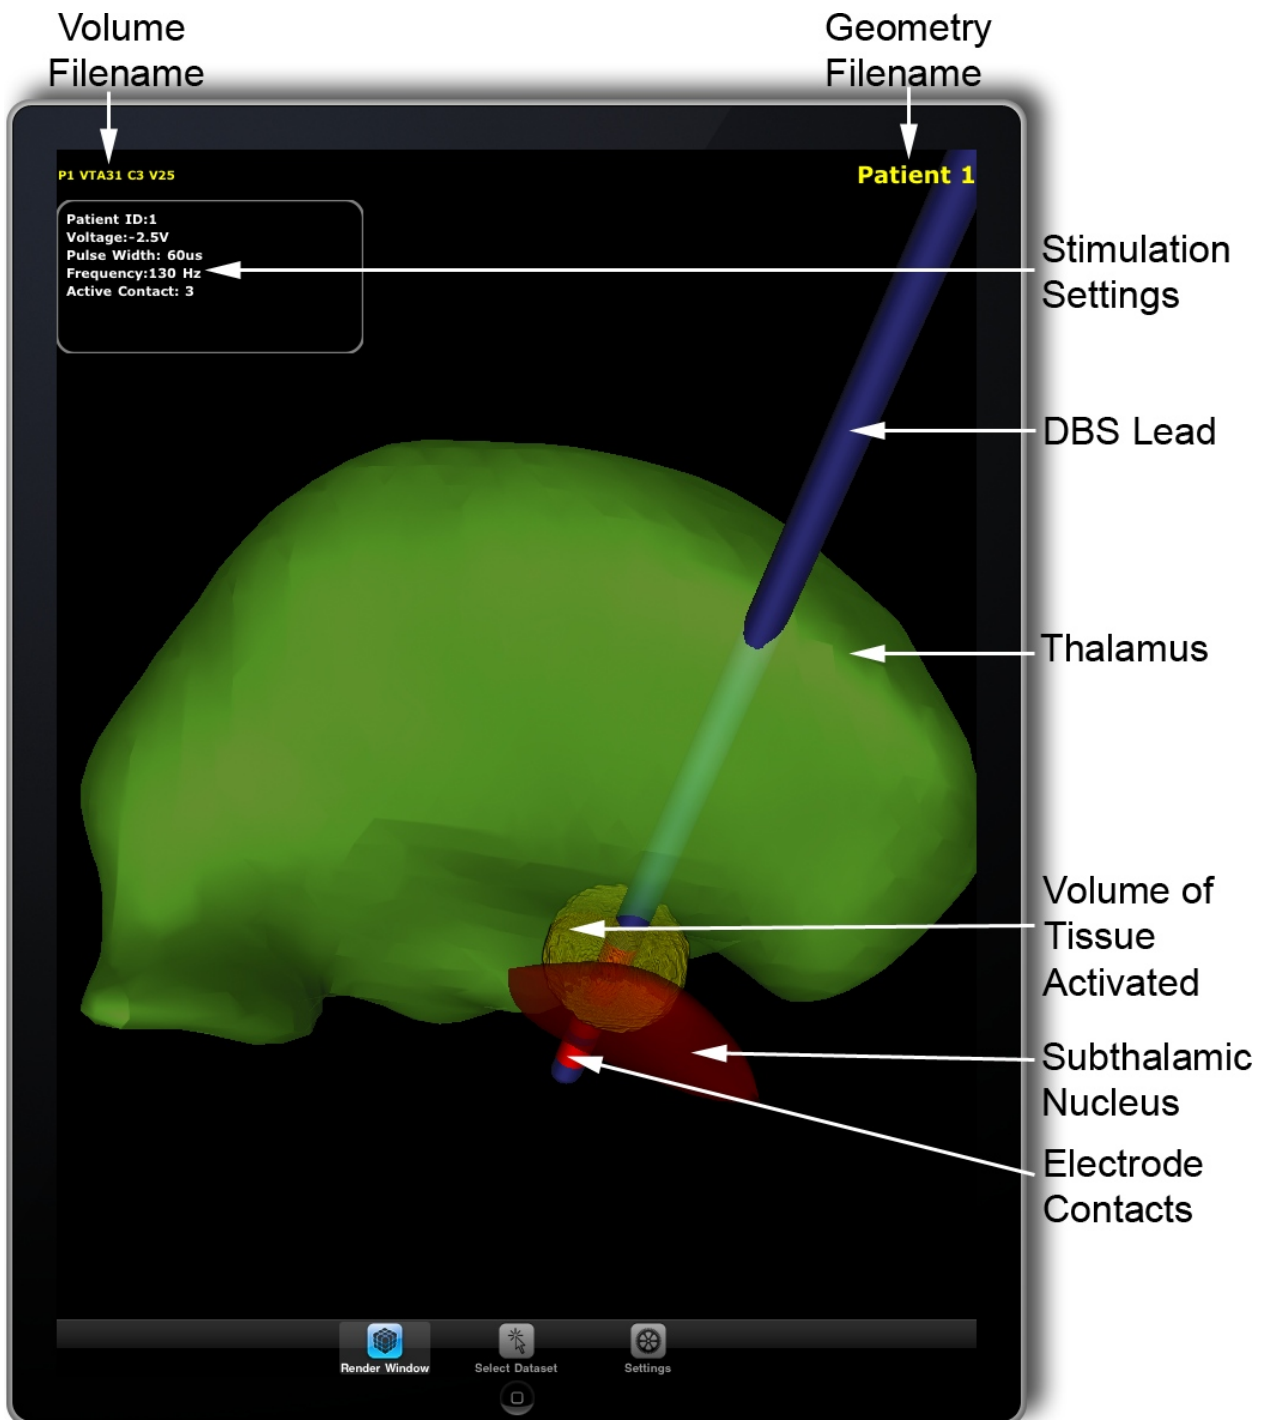 Volume
Filename
Geometry
Filename
P1 VTA31 C3 V25
Patient 1
Patient ID:1
Voltage:-2.5V
Pulse Width: 60us
Frequency:130 Hz
Active Contact: 3
Stimulation
Settings
DBS Lead
Thalamus
Volume of
Tissue
Activated
Subthalamic
Nucleus
Electrode
Contacts
Render Window
Select Dataset
Settings